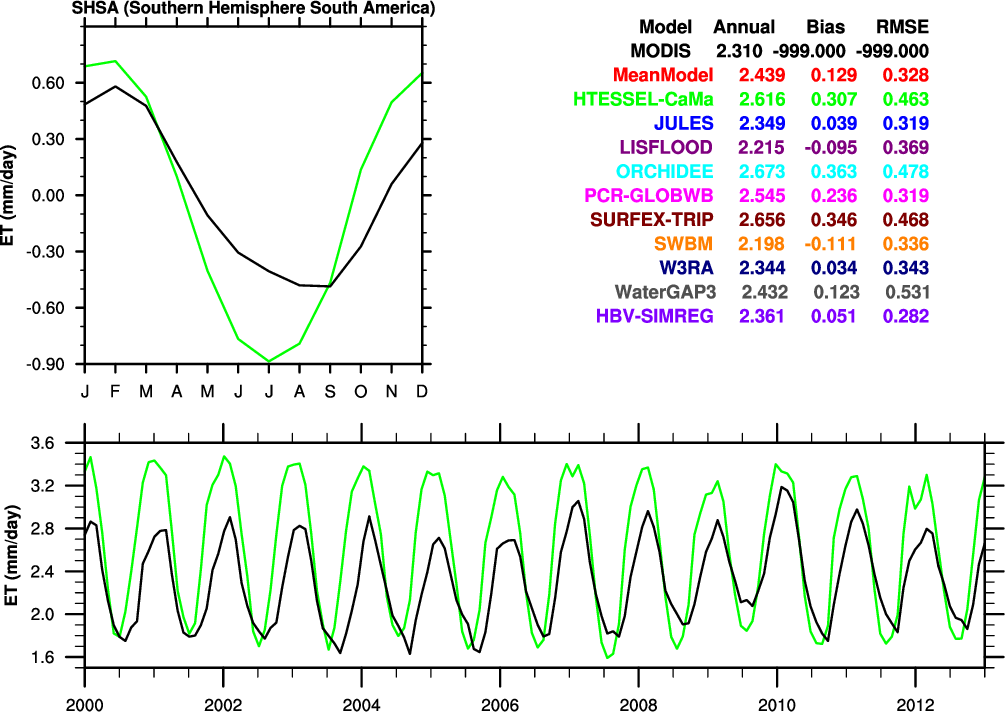 SHSA (Southern Hemisphere South America)
ET (mm/day)
0.60
0.30
0.00
-0.30
-0.60
-0.90
J F M A M J J A S O N D
Model Annual Bias RMSE
MODIS 2.310 -999.000 -999.000
MeanModel 2.439 0.129 0.328
HTESSEL-CaMa 2.616 0.307 0.463
JULES 2.349 0.039 0.319
LISFLOOD 2.215 -0.095 0.369
ORCHIDEE 2.673 0.363 0.478
PCR-GLOBWB 2.545 0.236 0.319
SURFEX-TRIP 2.656 0.346 0.468
SWBM 2.198 -0.111 0.336
W3RA 2.344 0.034 0.343
WaterGAP3 2.432 0.123 0.531
HBV-SIMREG 2.361 0.051 0.282
ET (mm/day)
3.6
3.2
2.8
2.4
2.0
1.6
2000 2002 2004 2006 2008 2010 2012